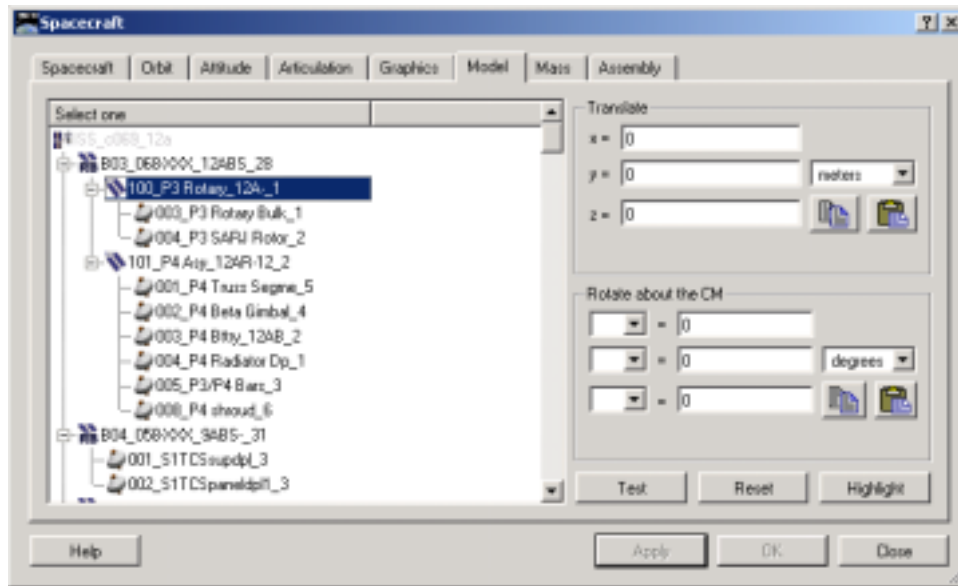 Spacecraft
Spacecraft Orbit Attitude Articulation Graphics Model Mass Assembly
Select one
ISS_c069_12a
B03_068XXX_12ABS_28
100_P3 Rotary_12A-_1
003_P3 Rotary Bulk_1
004_P3 SARJ Rotor_2
101_P4 Asy_12AR-12_2
001_P4 Truss Segme_5
002_P4 Beta Gimbal_4
003_P4 Bttry_12AB_2
004_P4 Radiator Dp_1
005_P3/P4 Bars_3
008_P4 shroud_6
B04_058XXX_9ABS-_31
001_S1TCSsupdpl_3
002_S1TCSpaneldpl1_3
Translate
x = 0
y = 0 meters
z = 0
Rotate about the CM
= 0
= 0 degrees
= 0
Test Reset Highlight
Help Apply OK Close